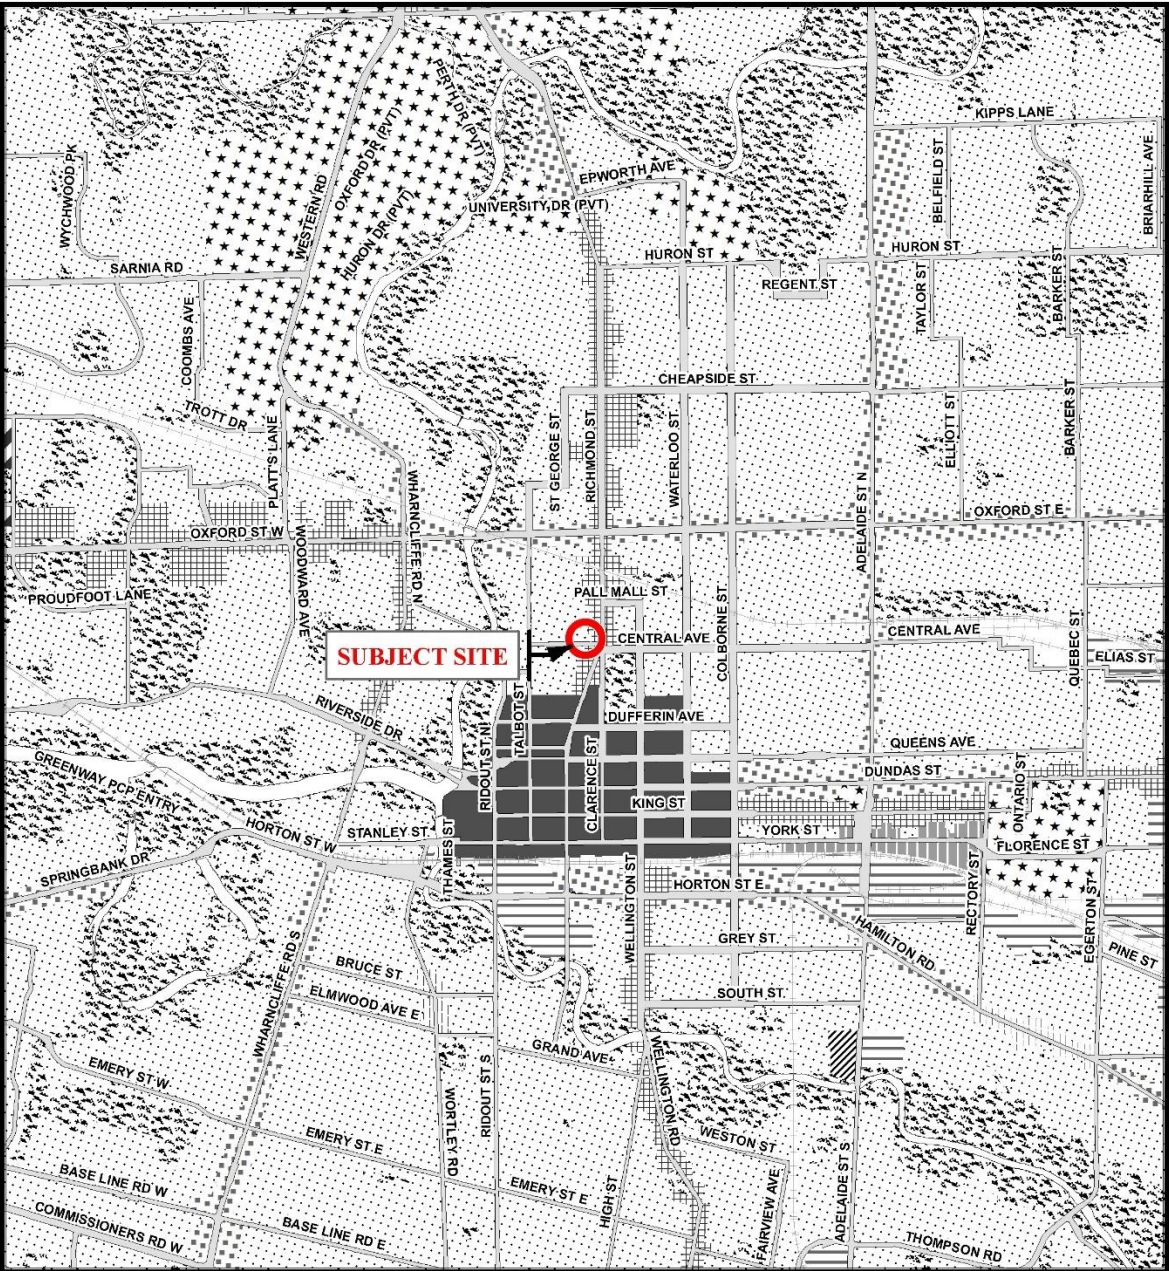 KIPPS LANE
PERTH DR (PVT)
OXFORD DR (PVT)
WYCHWOOD PK
BELFIELD ST
BRIARHILL AVE
EPWORTH AVE
WESTERN RD
UNIVERSITY DR (PVT)
HURON DR (PVT)
HURON ST
HURON ST
SARNIA RD
REGENT ST
TAYLOR ST
BARKER ST
COOMBS AVE
CHEAPSIDE ST
TROTT DR
PLATT'S LANE
ST GEORGE ST
RICHMOND ST
WATERLOO ST
ELLIOTT ST
BARKER ST
WHARNCLIFFE RD N
ADELAIDE ST N
OXFORD ST W
OXFORD ST E
WOODWARD AVE
PROUDFOOT LANE
PALL MALL ST
COLBORNE ST
CENTRAL AVE
CENTRAL AVE
QUEBEC ST
SUBJECT SITE
ELIAS ST
TALBOT ST
RIVERSIDE DR
DUFFERIN AVE
RIDOUT ST N
CLARENCE ST
QUEENS AVE
GREENWAY PCP ENTRY
DUNDAS ST
ONTARIO ST
KING ST
HORTON ST W
STANLEY ST
YORK ST
THAMES ST
FLORENCE ST
SPRINGBANK DR
HORTON ST E
RECTORY ST
EGERTON ST
WELLINGTON ST
HAMILTON RD
GREY ST
PINE ST
WHARNCLIFFE RD S
BRUCE ST
ELMWOOD AVE E
SOUTH ST
GRAND AVE
WELLINGTON RD
EMERY ST W
RIDOUT ST S
WORTLEY RD
EMERY ST E
WESTON ST
BASE LINE RD W
EMERY ST E
HIGH ST
FAIRVIEW AVE
ADELAIDE ST S
COMMISSIONERS RD W
BASE LINE RD E
THOMPSON RD